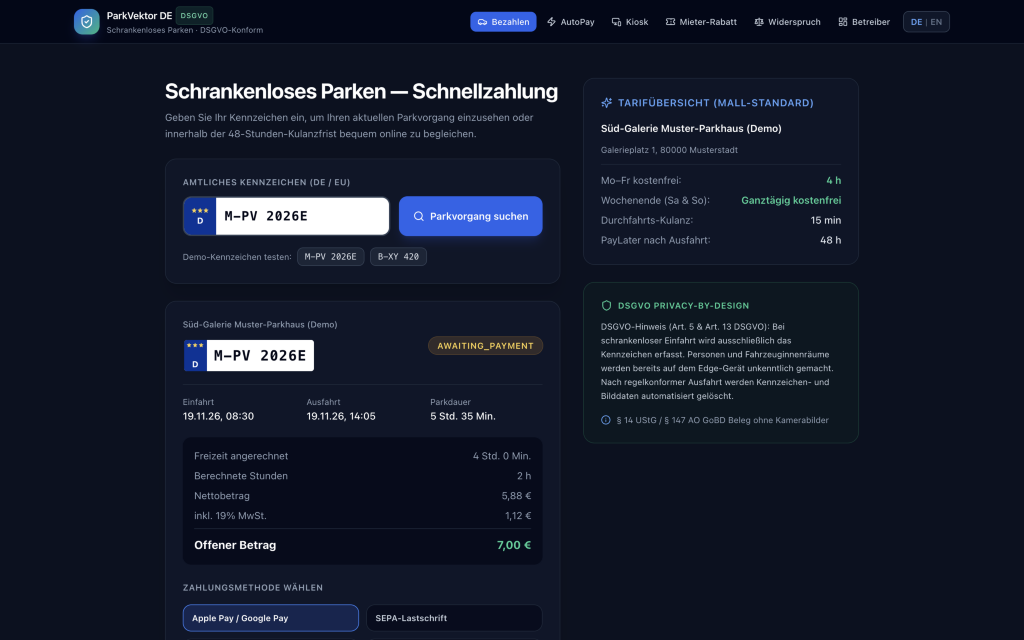 ParkVektor DE DSGVO
Schrankenloses Parken · DSGVO-Konform
Bezahlen
AutoPay
Kiosk
Mieter-Rabatt
Widerspruch
Betreiber
DE | EN
Schrankenloses Parken — Schnellzahlung
Geben Sie Ihr Kennzeichen ein, um Ihren aktuellen Parkvorgang einzusehen oder
innerhalb der 48-Stunden-Kulanzfrist bequem online zu begleichen.
AMTLICHES KENNZEICHEN (DE / EU)
D
M-PV 2026E
Parkvorgang suchen
Demo-Kennzeichen testen: M-PV 2026E B-XY 420
Süd-Galerie Muster-Parkhaus (Demo)
D
M-PV 2026E
AWAITING_PAYMENT
Einfahrt Ausfahrt Parkdauer
19.11.26, 08:30 19.11.26, 14:05 5 Std. 35 Min.
Freizeit angerechnet 4 Std. 0 Min.
Berechnete Stunden 2 h
Nettobetrag 5,88 €
inkl. 19% MwSt. 1,12 €
Offener Betrag 7,00 €
ZAHLUNGSMETHODE WÄHLEN
Apple Pay / Google Pay SEPA-Lastschrift
TARIFÜBERSICHT (MALL-STANDARD)
Süd-Galerie Muster-Parkhaus (Demo)
Galerieplatz 1, 80000 Musterstadt
Mo–Fr kostenfrei: 4 h
Wochenende (Sa & So): Ganztägig kostenfrei
Durchfahrts-Kulanz: 15 min
PayLater nach Ausfahrt: 48 h
DSGVO PRIVACY-BY-DESIGN
DSGVO-Hinweis (Art. 5 & Art. 13 DSGVO): Bei
schrankenloser Einfahrt wird ausschließlich das
Kennzeichen erfasst. Personen und Fahrzeuginnenräume
werden bereits auf dem Edge-Gerät unkenntlich gemacht.
Nach regelkonformer Ausfahrt werden Kennzeichen- und
Bilddaten automatisiert gelöscht.
§ 14 UStG / § 147 AO GoBD Beleg ohne Kamerabilder